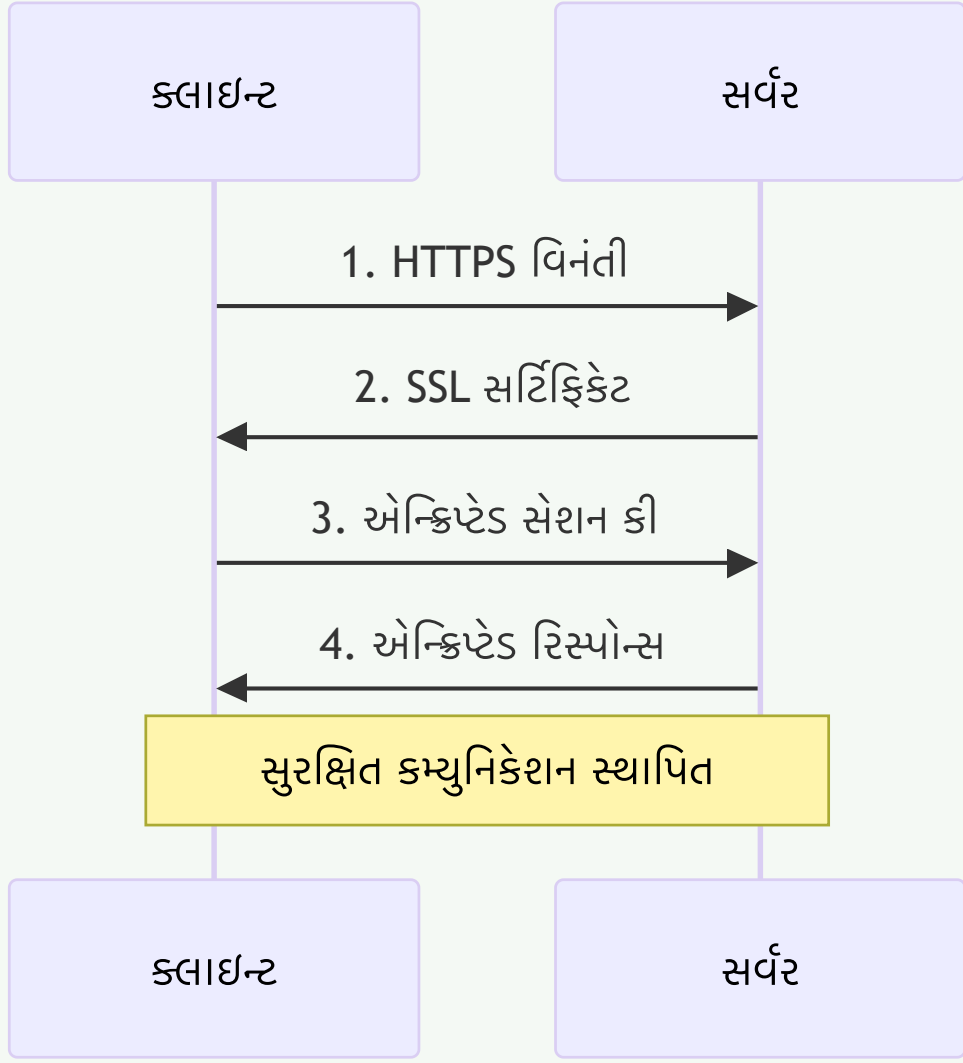 ક્લાઇન્ટ
સર્વર
1. HTTPS વિનંતી
2. SSL સર્ટિફિકેટ
3. એન્ક્રિપ્ટેડ સેશન કી
4. એન્ક્રિપ્ટેડ રિસ્પોન્સ
સુરક્ષિત કમ્યુનિકેશન સ્થાપિત
ક્લાઇન્ટ
સર્વર